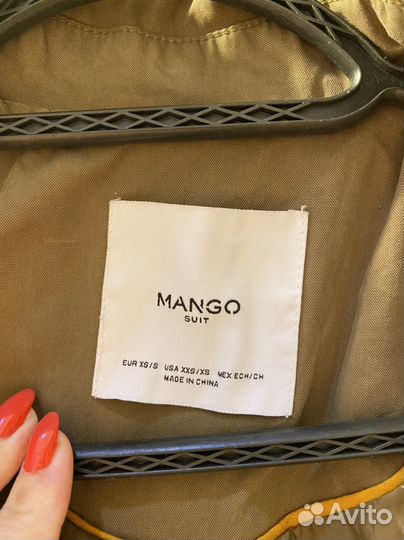 MANGO
SUIT
EUR XS/S USA XXS/XS MEX ECH/CH
MADE IN CHINA
Avito